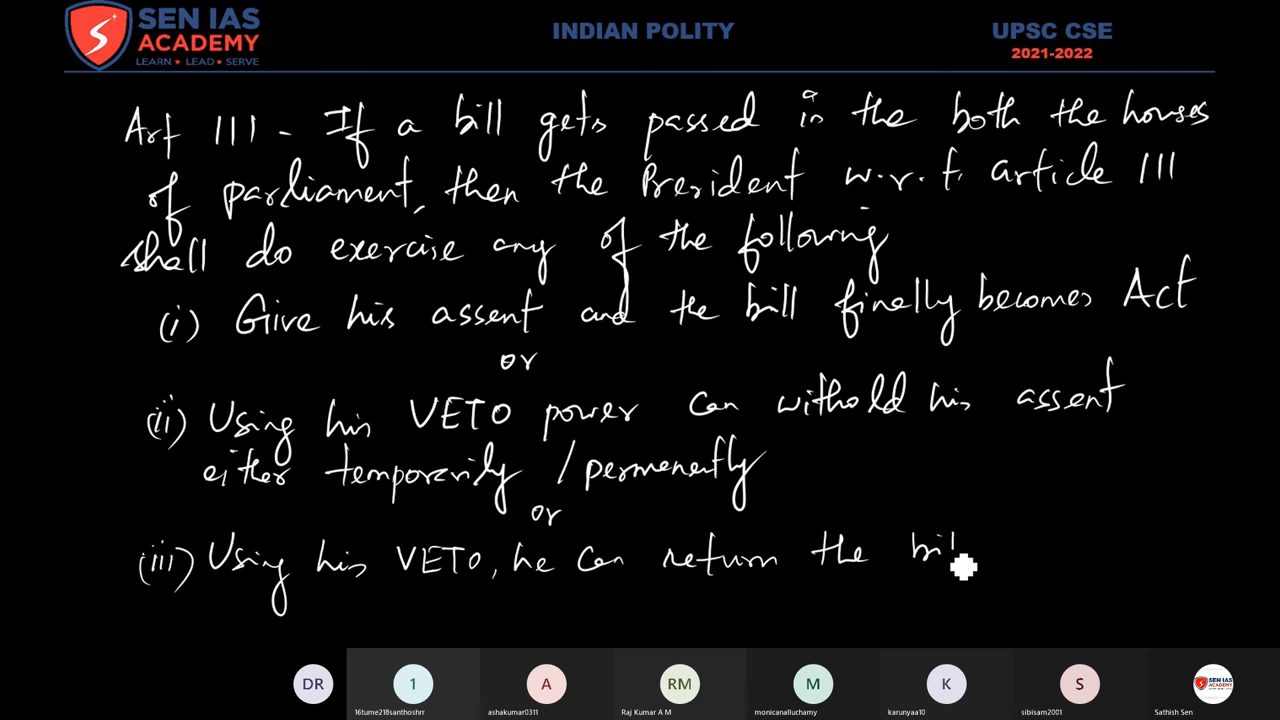 SEN IAS
ACADEMY
LEARN ★ LEAD ★ SERVE
INDIAN POLITY
UPSC CSE
2021-2022
Art 111 - If a bill gets passed in the both the houses
of parliament, then the President w.r.t. article 111
shall do exercise any of the following
(i) Give his assent and the bill finally becomes Act
or
(ii) Using his VETO power can withold his assent
either temporarily / permenently
or
(iii) Using his VETO, he can return the bil
DR
1
A
RM
M
K
S
SEN IAS
ACADEMY
16tume218santhoshrr
ashakumar0311
Raj Kumar A M
monicanalluchamy
karunyaa10
sibisam2001
Sathish Sen